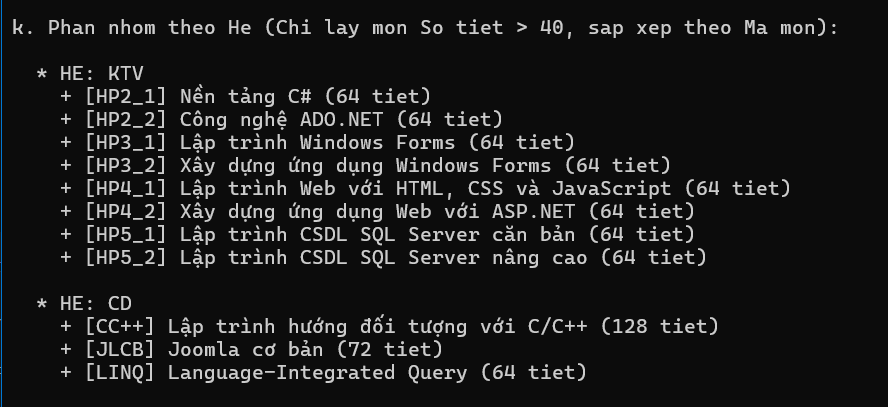 k. Phan nhom theo He (Chi lay mon So tiet > 40, sap xep theo Ma mon):
* HE: KTV
+ [HP2_1] Nền tảng C# (64 tiet)
+ [HP2_2] Công nghệ ADO.NET (64 tiet)
+ [HP3_1] Lập trình Windows Forms (64 tiet)
+ [HP3_2] Xây dựng ứng dụng Windows Forms (64 tiet)
+ [HP4_1] Lập trình Web với HTML, CSS và JavaScript (64 tiet)
+ [HP4_2] Xây dựng ứng dụng Web với ASP.NET (64 tiet)
+ [HP5_1] Lập trình CSDL SQL Server căn bản (64 tiet)
+ [HP5_2] Lập trình CSDL SQL Server nâng cao (64 tiet)
* HE: CD
+ [CC++] Lập trình hướng đối tượng với C/C++ (128 tiet)
+ [JLCB] Joomla cơ bản (72 tiet)
+ [LINQ] Language-Integrated Query (64 tiet)